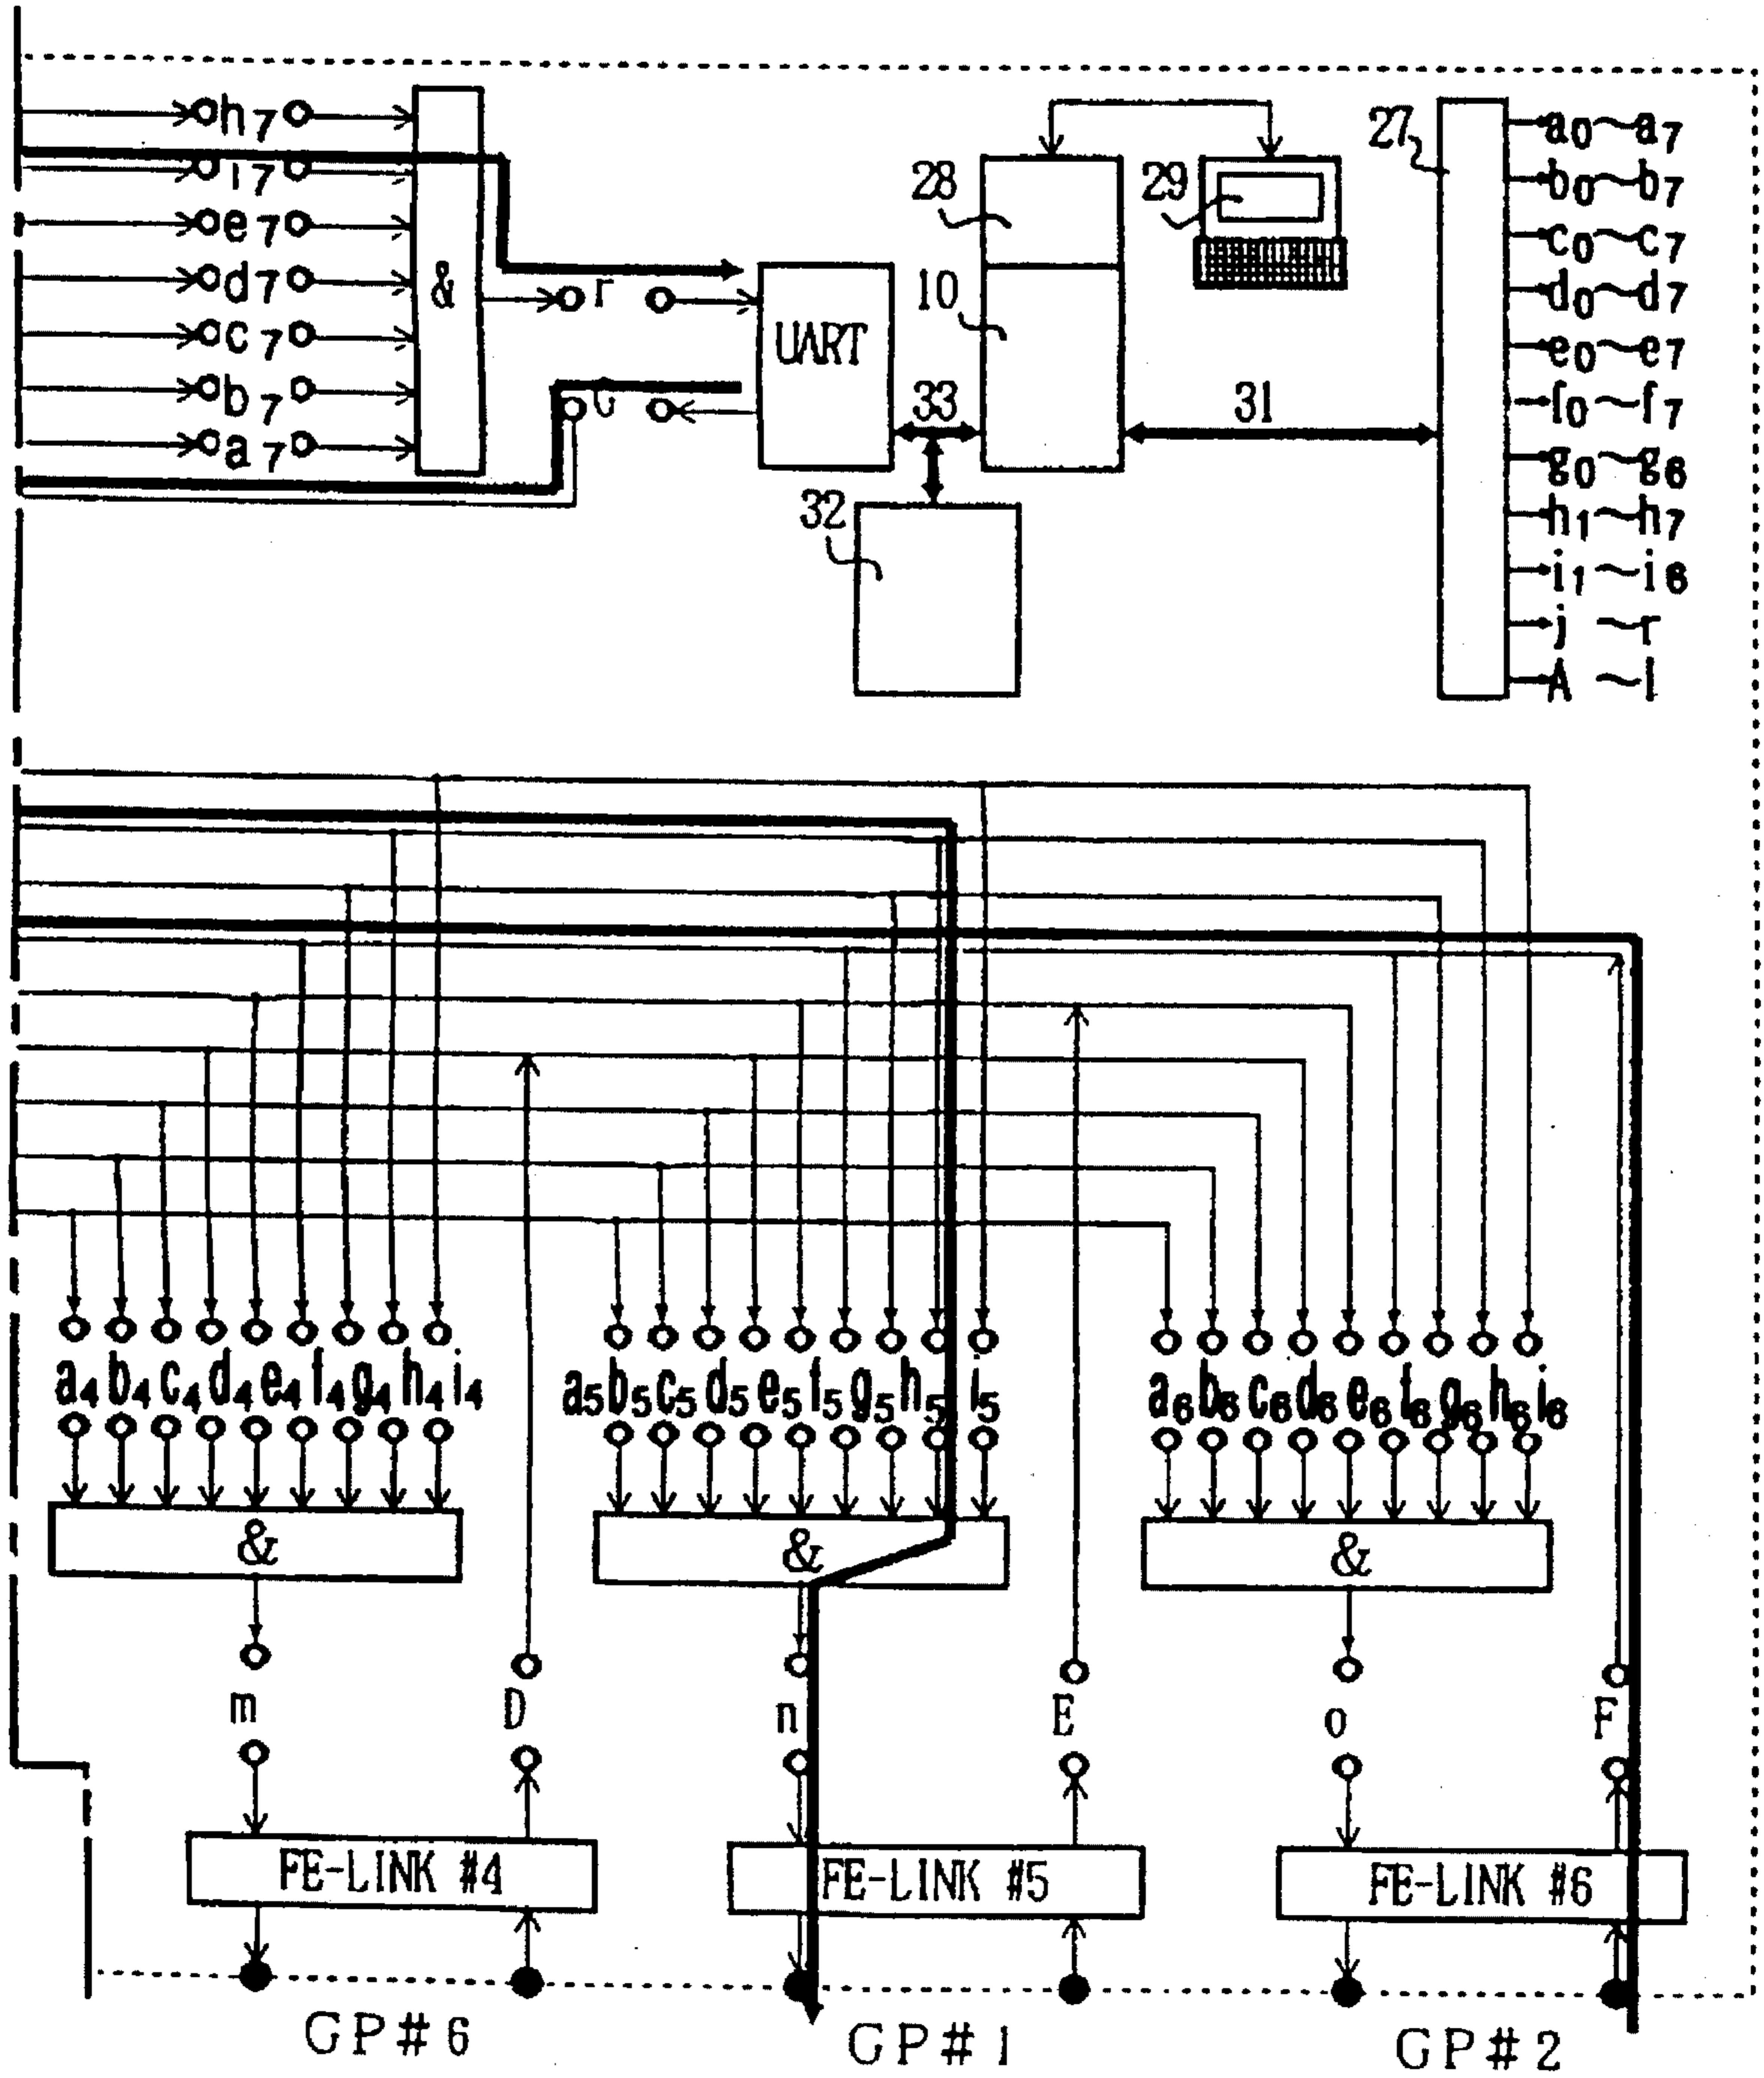 h7
i7
e7
d7
c7
b7
a7
&
r
UART
28
10
29
33
31
32
27
a0~a7
b0~b7
c0~c7
d0~d7
e0~e7
f0~f7
g0~g6
h1~h7
i1~i6
j~r
A~I
a4 b4 c4 d4 e4 f4 g4 h4 i4
a5 b5 c5 d5 e5 f5 g5 h5 i5
a6 b6 c6 d6 e6 f6 g6 h6 i6
& & &
m D n E o F
FE-LINK #4 FE-LINK #5 FE-LINK #6
GP#6 GP#1 GP#2